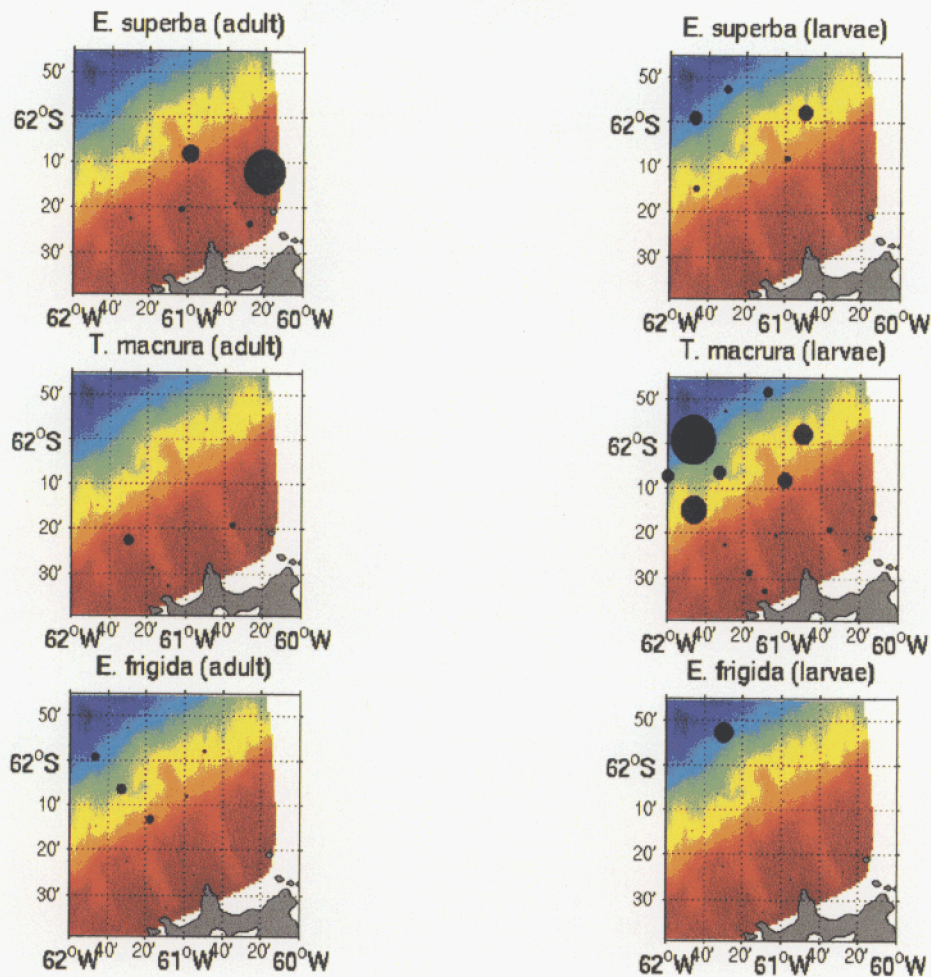 E. superba (adult)
50'
62°S
10'
20'
30'
62°W 40' 20' 61°W 40' 20' 60°W
E. superba (larvae)
50'
62°S
10'
20'
30'
62°W 40' 20' 61°W 40' 20' 60°W
T. macrura (adult)
50'
62°S
10'
20'
30'
62°W 40' 20' 61°W 40' 20' 60°W
T. macrura (larvae)
50'
62°S
10'
20'
30'
62°W 40' 20' 61°W 40' 20' 60°W
E. frigida (adult)
50'
62°S
10'
20'
30'
62°W 40' 20' 61°W 40' 20' 60°W
E. frigida (larvae)
50'
62°S
10'
20'
30'
62°W 40' 20' 61°W 40' 20' 60°W